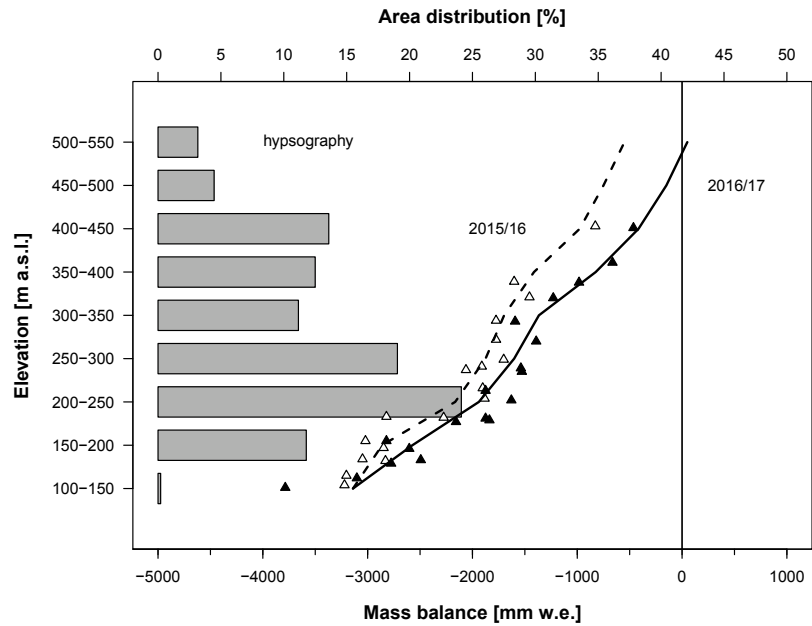 Area distribution [%]
0 5 10 15 20 25 30 35 40 45 50
500−550
hypsography
450−500
2016/17
400−450
2015/16
350−400
300−350
250−300
200−250
150−200
100−150
Elevation [m a.s.l.]
−5000 −4000 −3000 −2000 −1000 0 1000
Mass balance [mm w.e.]